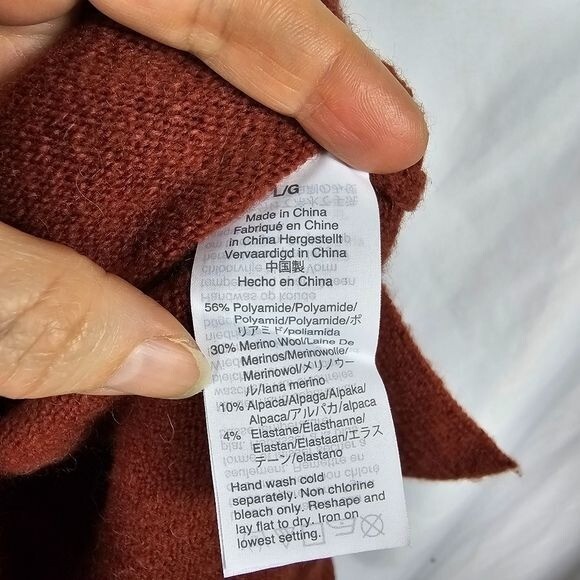 L/G
Made in China
Fabriqué en Chine
in China Hergestellt
Vervaardigd in China
中国製
Hecho en China
56% Polyamide/Polyamide/
Polyamid/Polyamide/ポ
リアミド/poliamida
30% Merino Wool/Laine De
Merinos/Merinowolle/
Merinowol/メリノウー
ル/lana merino
10% Alpaca/Alpaga/Alpaka/
Alpaca/アルパカ/alpaca
4% Elastane/Elasthanne/
Elastan/Elastaan/エラス
テーン/elastano
Hand wash cold
separately. Non chlorine
bleach only. Reshape and
lay flat to dry. Iron on
lowest setting.